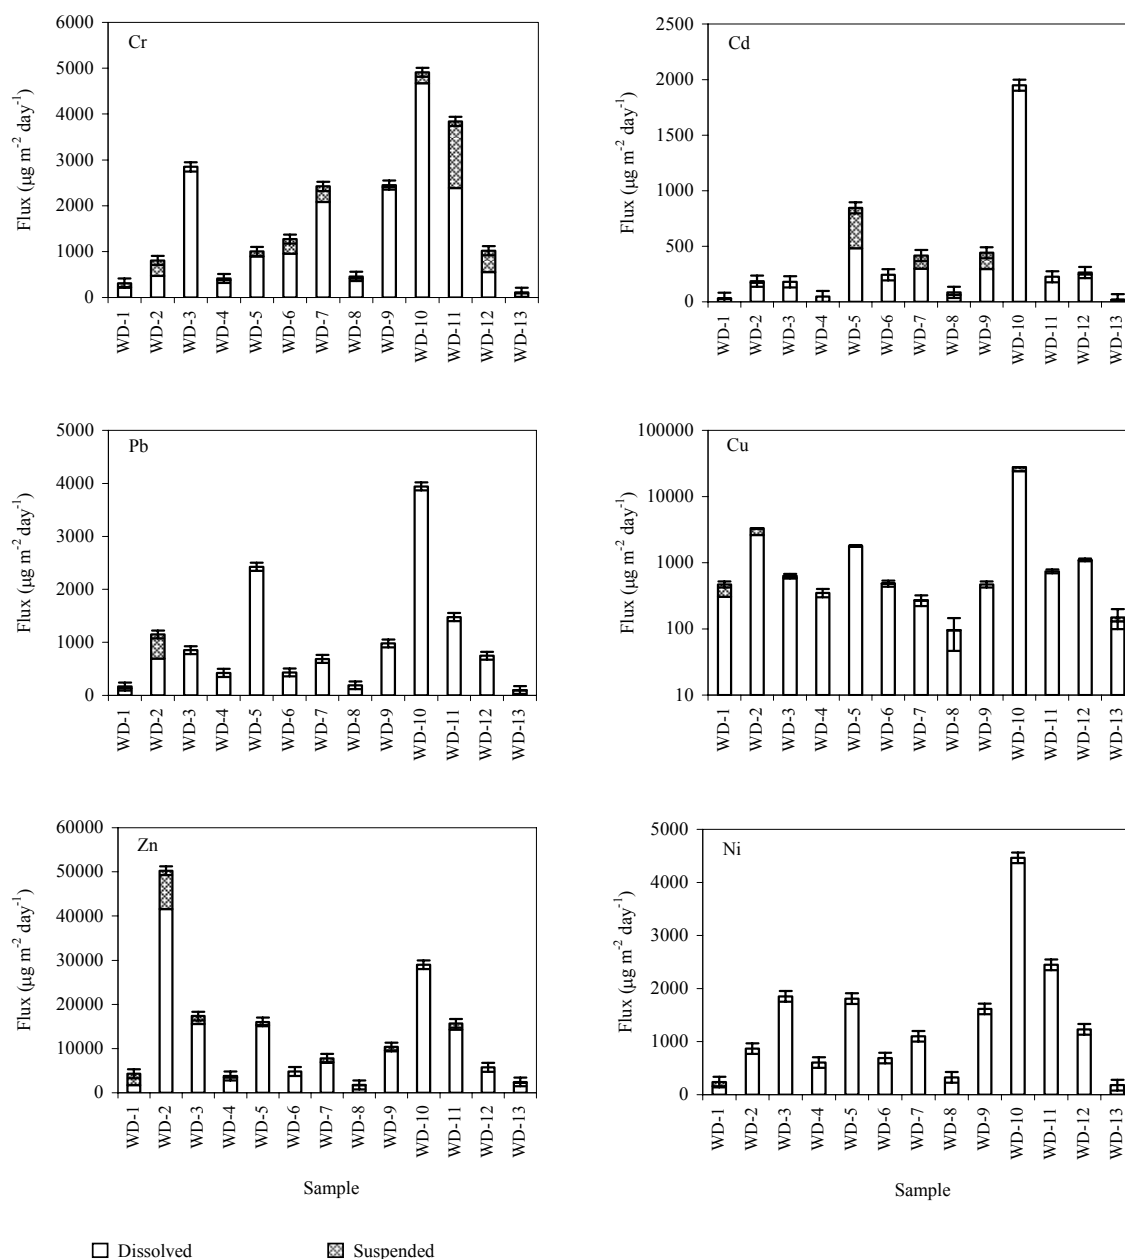 Cr
Flux (µg m⁻² day⁻¹)
6000
5000
4000
3000
2000
1000
0
WD-1
WD-2
WD-3
WD-4
WD-5
WD-6
WD-7
WD-8
WD-9
WD-10
WD-11
WD-12
WD-13
Cd
Flux (µg m⁻² day⁻¹)
2500
2000
1500
1000
500
0
WD-1
WD-2
WD-3
WD-4
WD-5
WD-6
WD-7
WD-8
WD-9
WD-10
WD-11
WD-12
WD-13
Pb
Flux (µg m⁻² day⁻¹)
5000
4000
3000
2000
1000
0
WD-1
WD-2
WD-3
WD-4
WD-5
WD-6
WD-7
WD-8
WD-9
WD-10
WD-11
WD-12
WD-13
Cu
Flux (µg m⁻² day⁻¹)
100000
10000
1000
100
10
WD-1
WD-2
WD-3
WD-4
WD-5
WD-6
WD-7
WD-8
WD-9
WD-10
WD-11
WD-12
WD-13
Zn
Flux (µg m⁻² day⁻¹)
60000
50000
40000
30000
20000
10000
0
WD-1
WD-2
WD-3
WD-4
WD-5
WD-6
WD-7
WD-8
WD-9
WD-10
WD-11
WD-12
WD-13
Sample
Ni
Flux (µg m⁻² day⁻¹)
5000
4000
3000
2000
1000
0
WD-1
WD-2
WD-3
WD-4
WD-5
WD-6
WD-7
WD-8
WD-9
WD-10
WD-11
WD-12
WD-13
Sample
Dissolved
Suspended